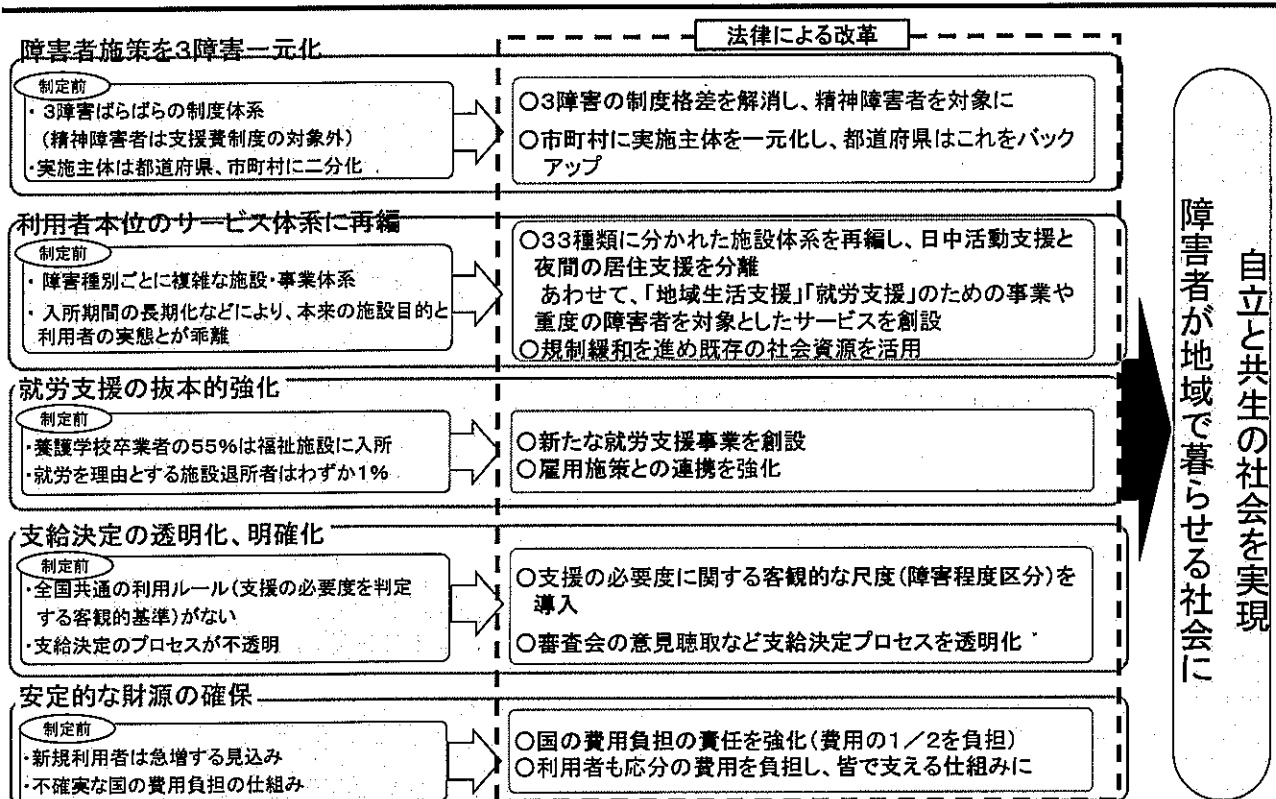 法律による改革
障害者施策を3障害一元化
制定前
・3障害ばらばらの制度体系
(精神障害者は支援費制度の対象外)
・実施主体は都道府県、市町村に二分化
○3障害の制度格差を解消し、精神障害者を対象に
○市町村に実施主体を一元化し、都道府県はこれをバック
アップ
利用者本位のサービス体系に再編
制定前
・障害種別ごとに複雑な施設・事業体系
・入所期間の長期化などにより、本来の施設目的と
利用者の実態とが乖離
○33種類に分かれた施設体系を再編し、日中活動支援と
夜間の居住支援を分離
あわせて、「地域生活支援」「就労支援」のための事業や
重度の障害者を対象としたサービスを創設
○規制緩和を進め既存の社会資源を活用
就労支援の抜本的強化
制定前
・養護学校卒業者の55%は福祉施設に入所
・就労を理由とする施設退所者はわずか1%
○新たな就労支援事業を創設
○雇用施策との連携を強化
支給決定の透明化、明確化
制定前
・全国共通の利用ルール(支援の必要度を判定
する客観的基準)がない
・支給決定のプロセスが不透明
○支援の必要度に関する客観的な尺度(障害程度区分)を
導入
○審査会の意見聴取など支給決定プロセスを透明化
安定的な財源の確保
制定前
・新規利用者は急増する見込み
・不確実な国の費用負担の仕組み
○国の費用負担の責任を強化(費用の1/2を負担)
○利用者も応分の費用を負担し、皆で支える仕組みに
自立と共生の社会を実現
障害者が地域で暮らせる社会に